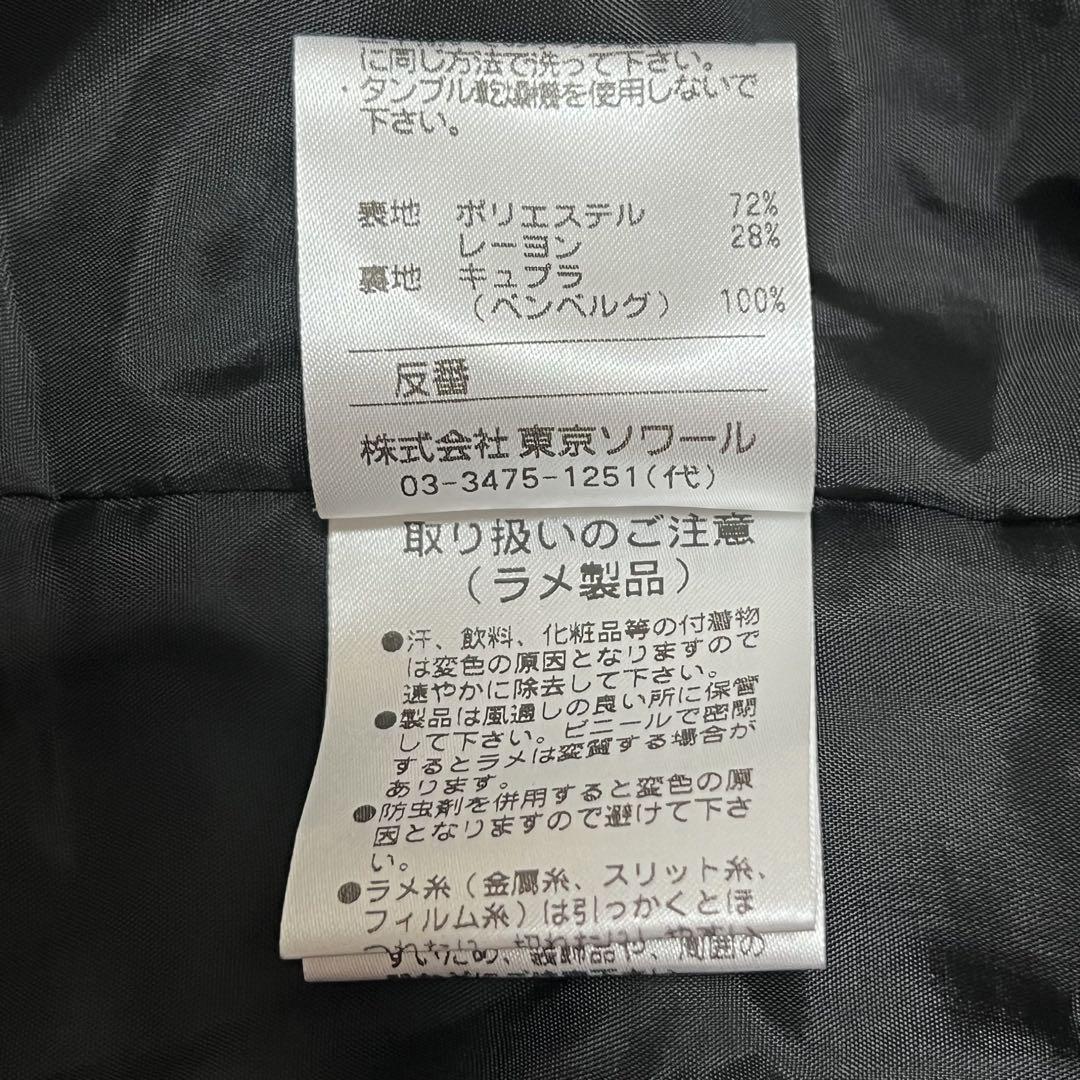 に同じ方法で洗って下さい。
・タンブル乾燥機を使用しないで
下さい。
表地 ポリエステル 72%
レーヨン 28%
裏地 キュプラ
(ベンベルグ) 100%
反番
株式会社 東京ソワール
03-3475-1251(代)
取り扱いのご注意
(ラメ製品)
●汗、飲料、化粧品等の付着物
は変色の原因となりますので
速やかに除去して下さい。
●製品は風通しの良い所に保管
して下さい。ビニールで密閉
するとラメは変質する場合が
あります。
●防虫剤を併用すると変色の原
因となりますので避けて下さ
い。
●ラメ糸(金属糸、スリット糸、
フィルム糸)は引っかくとほ